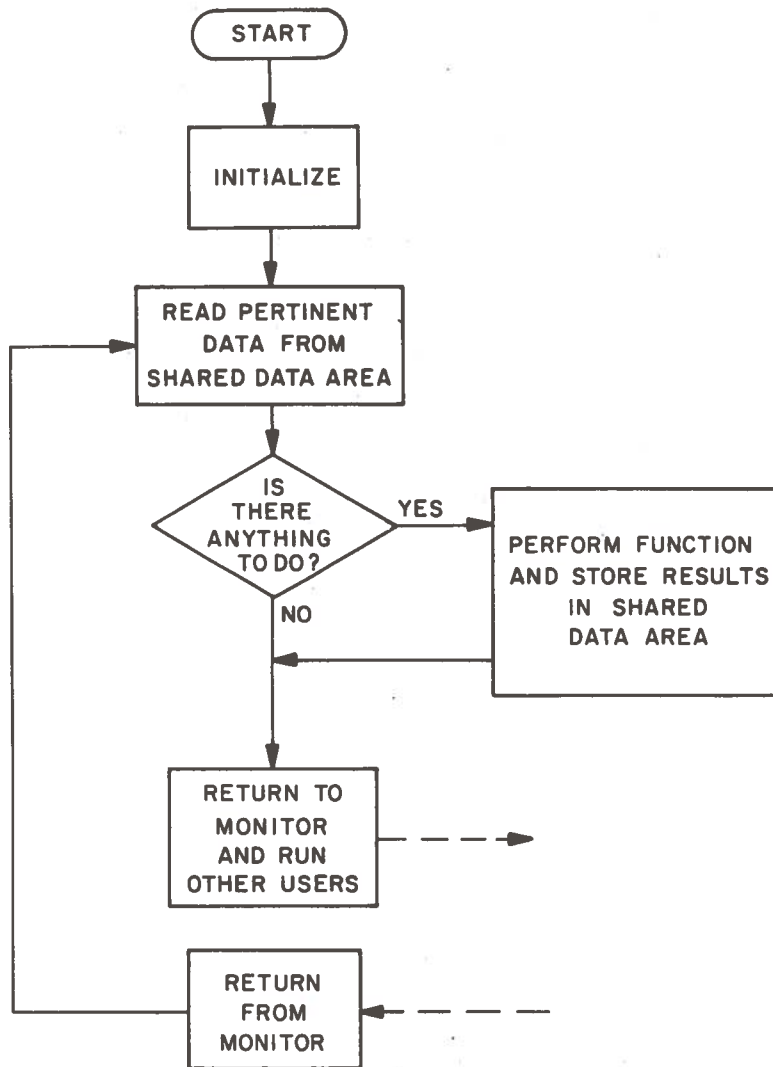 START
INITIALIZE
READ PERTINENT
DATA FROM
SHARED DATA AREA
IS
THERE
ANYTHING
TO DO?
YES
PERFORM FUNCTION
AND STORE RESULTS
IN SHARED
DATA AREA
NO
RETURN TO
MONITOR
AND RUN
OTHER USERS
RETURN
FROM
MONITOR